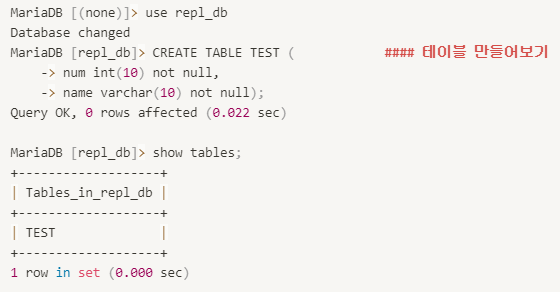 MariaDB [(none)]> use repl_db
Database changed
MariaDB [repl_db]> CREATE TABLE TEST (           #### 테이블 만들어보기
    -> num int(10) not null,
    -> name varchar(10) not null);
Query OK, 0 rows affected (0.022 sec)

MariaDB [repl_db]> show tables;
+-------------------+
| Tables_in_repl_db |
+-------------------+
| TEST              |
+-------------------+
1 row in set (0.000 sec)